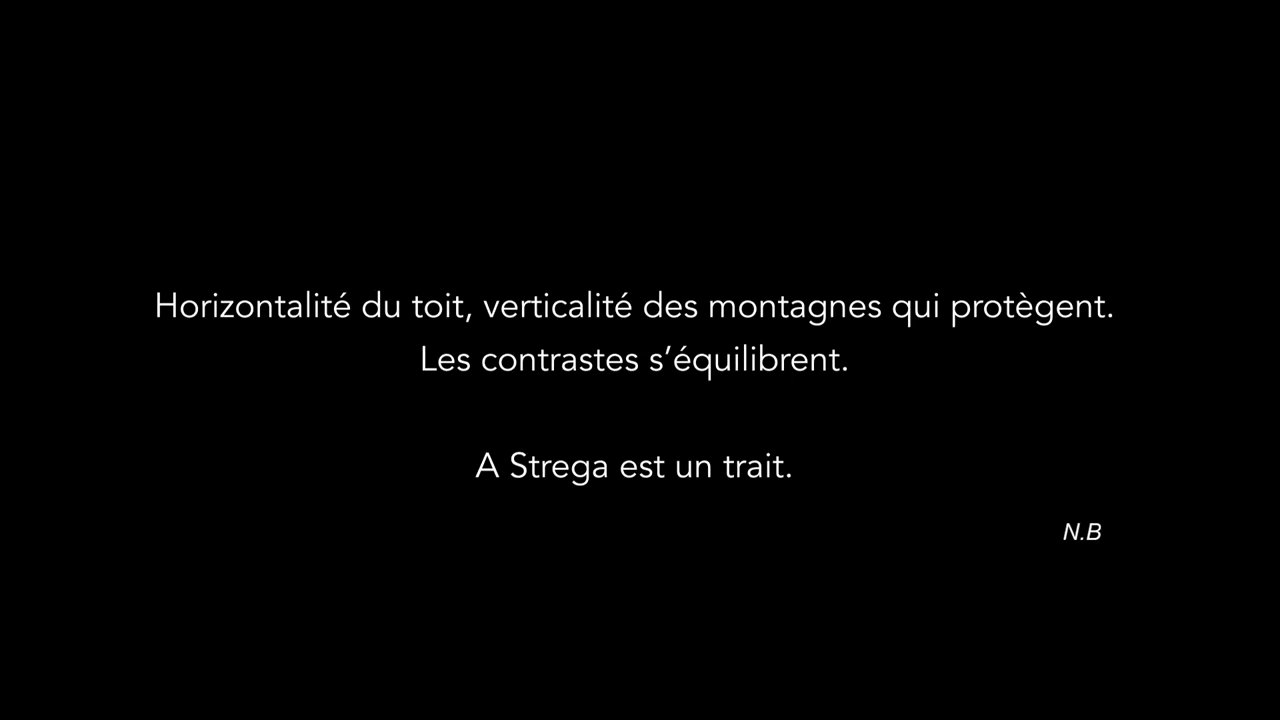 Horizontalité du toit, verticalité des montagnes qui protègent.
Les contrastes s’équilibrent.
A Strega est un trait.
N.B